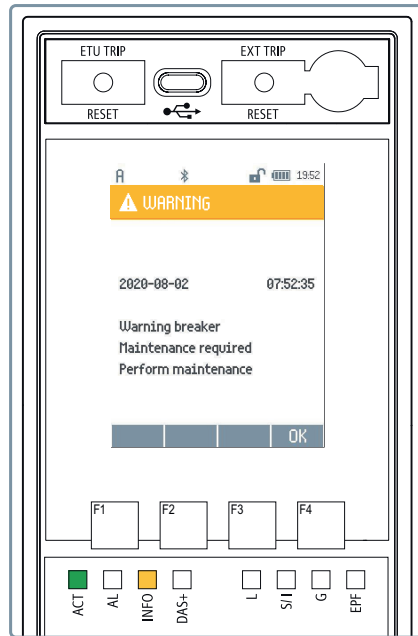 ETU TRIP
EXT TRIP
RESET
RESET
A
19:52
WARNING
2020-08-02 07:52:35
Warning breaker
Maintenance required
Perform maintenance
OK
F1
F2
F3
F4
ACT
AL
INFO
DAS+
L
S/I
G
EPF